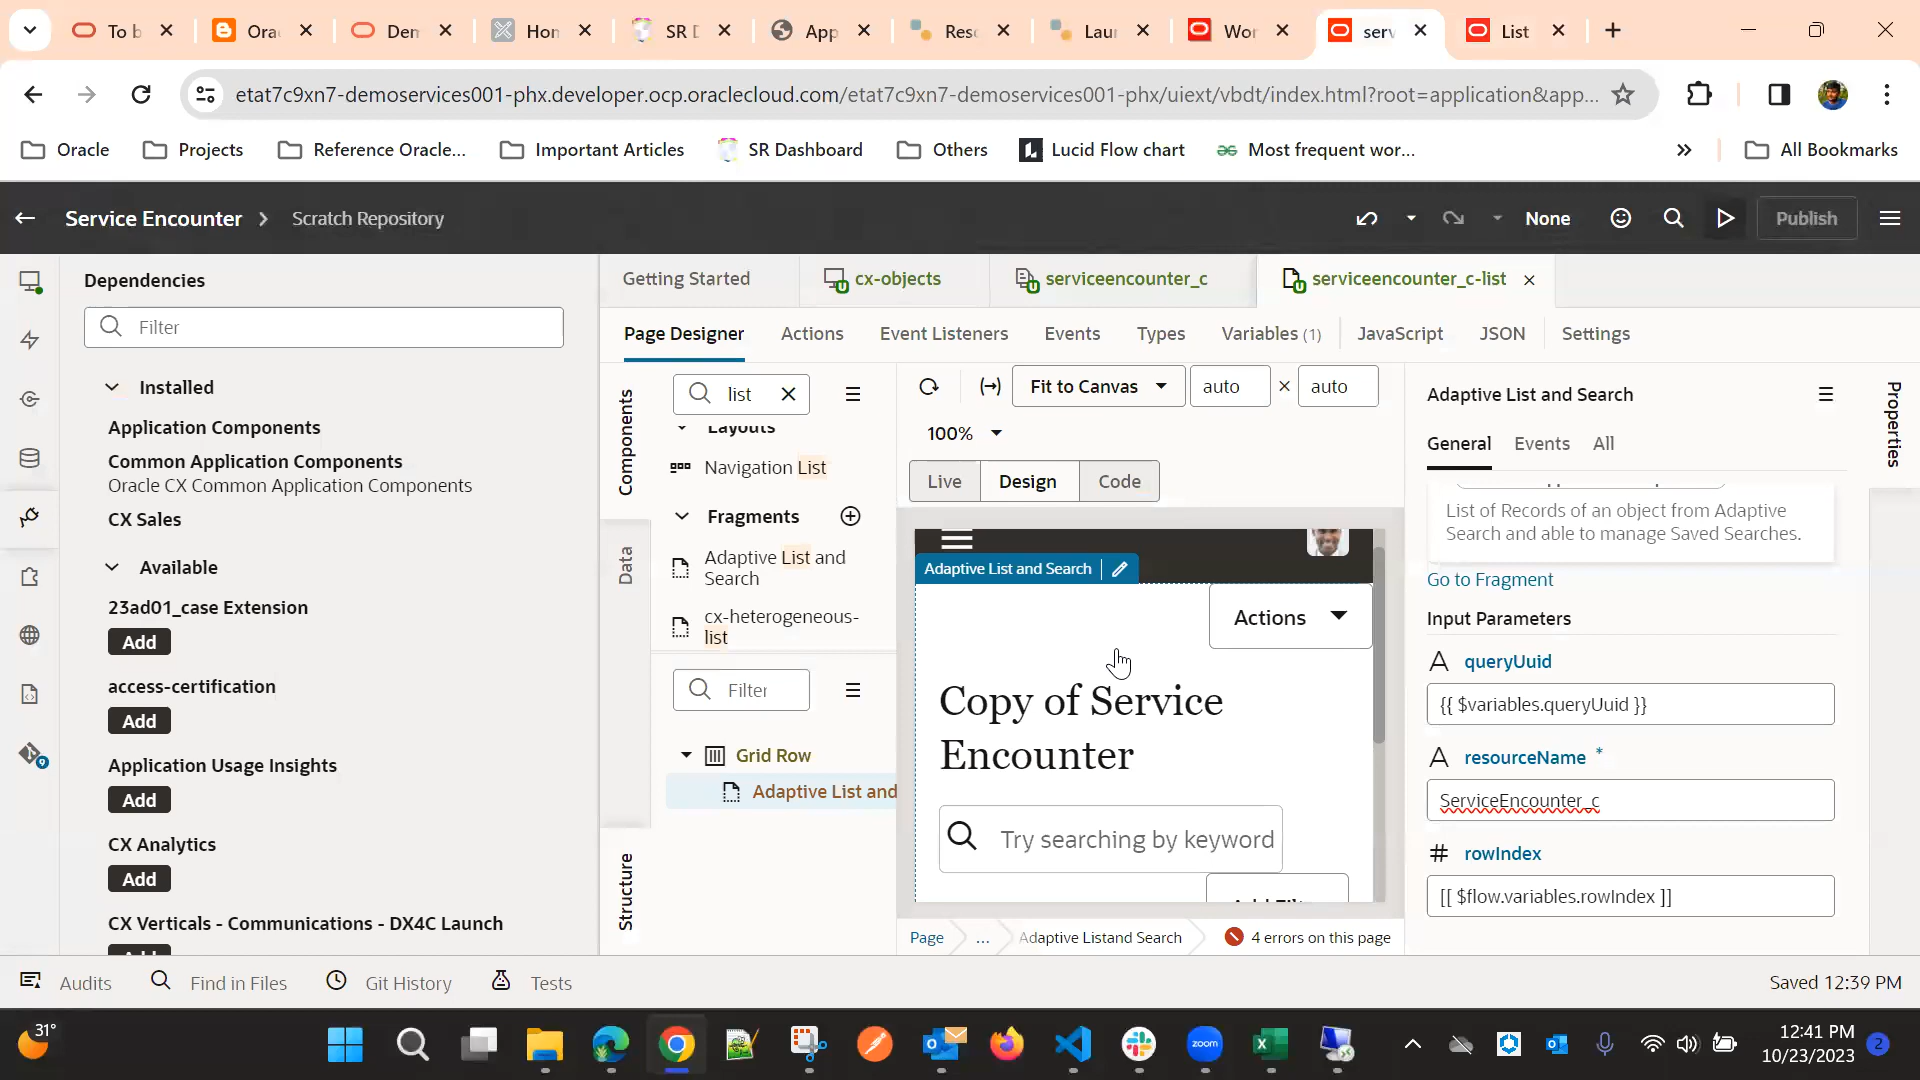 To b
Ora
Den
Hon
SR D
App
Resc
Laun
Wor
serv
List
etat7c9xn7-demoservices001-phx.developer.ocp.oraclecloud.com/etat7c9xn7-demoservices001-phx/uiext/vbdt/index.html?root=application&app...
Oracle
Projects
Reference Oracle...
Important Articles
SR Dashboard
Others
Lucid Flow chart
Most frequent wor...
All Bookmarks
Service Encounter
Scratch Repository
None
Publish
Dependencies
Getting Started
cx-objects
serviceencounter_c
serviceencounter_c-list
Filter
Page Designer
Actions
Event Listeners
Events
Types
Variables (1)
JavaScript
JSON
Settings
Installed
Application Components
Common Application Components
Oracle CX Common Application Components
CX Sales
Available
23ad01_case Extension
Add
access-certification
Add
Application Usage Insights
Add
CX Analytics
Add
CX Verticals - Communications - DX4C Launch
Add
Components
Data
Structure
list
Layouts
Navigation List
Fragments
Adaptive List and
Search
cx-heterogeneous-
list
Filter
Grid Row
Adaptive List and
Fit to Canvas
auto
×
auto
100%
Live
Design
Code
Adaptive List and Search
Actions
Copy of Service
Encounter
Try searching by keyword
Page
...
Adaptive Listand Search
4 errors on this page
Adaptive List and Search
Properties
General
Events
All
List of Records of an object from Adaptive
Search and able to manage Saved Searches.
Go to Fragment
Input Parameters
A queryUuid
{{ $variables.queryUuid }}
A resourceName *
ServiceEncounter_c
# rowIndex
[[ $flow.variables.rowIndex ]]
Audits
Find in Files
Git History
Tests
Saved 12:39 PM
31°
zoom
12:41 PM
10/23/2023
2